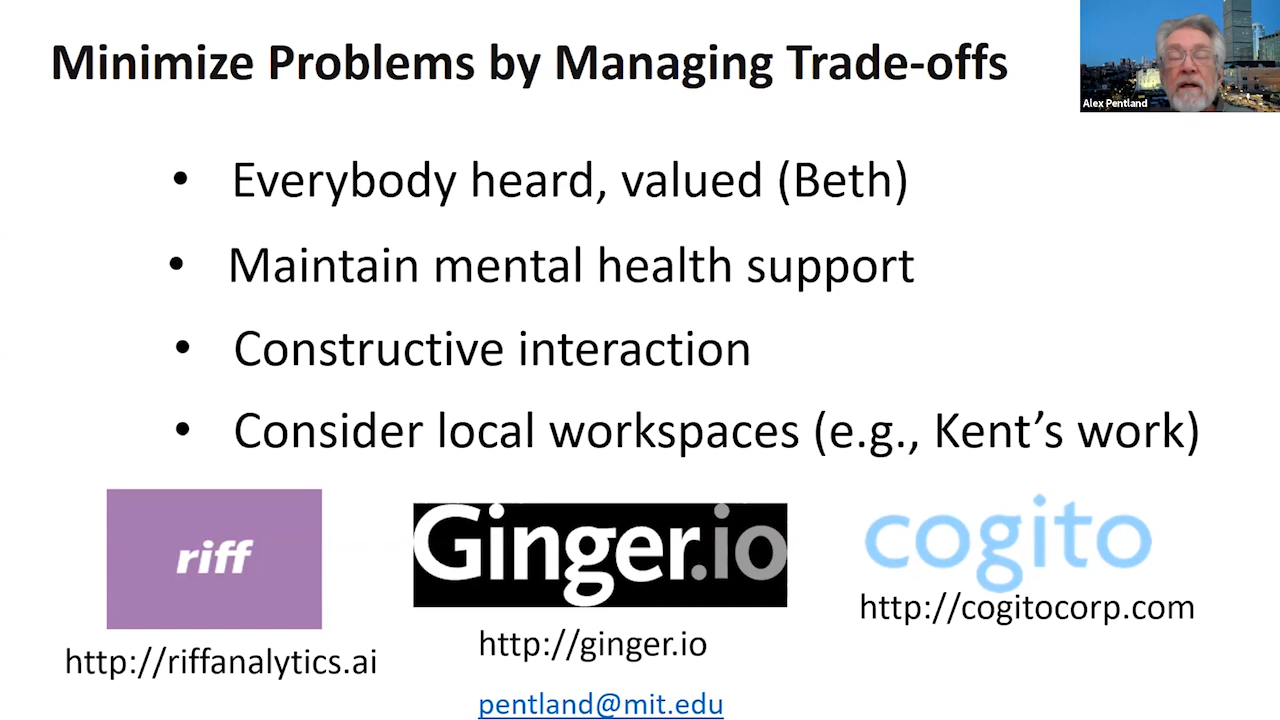 Minimize Problems by Managing Trade-offs
Alex Pentland
• Everybody heard, valued (Beth)
• Maintain mental health support
• Constructive interaction
• Consider local workspaces (e.g., Kent's work)
riff
Ginger.io
cogito
http://riffanalytics.ai
http://ginger.io
http://cogitocorp.com
pentland@mit.edu